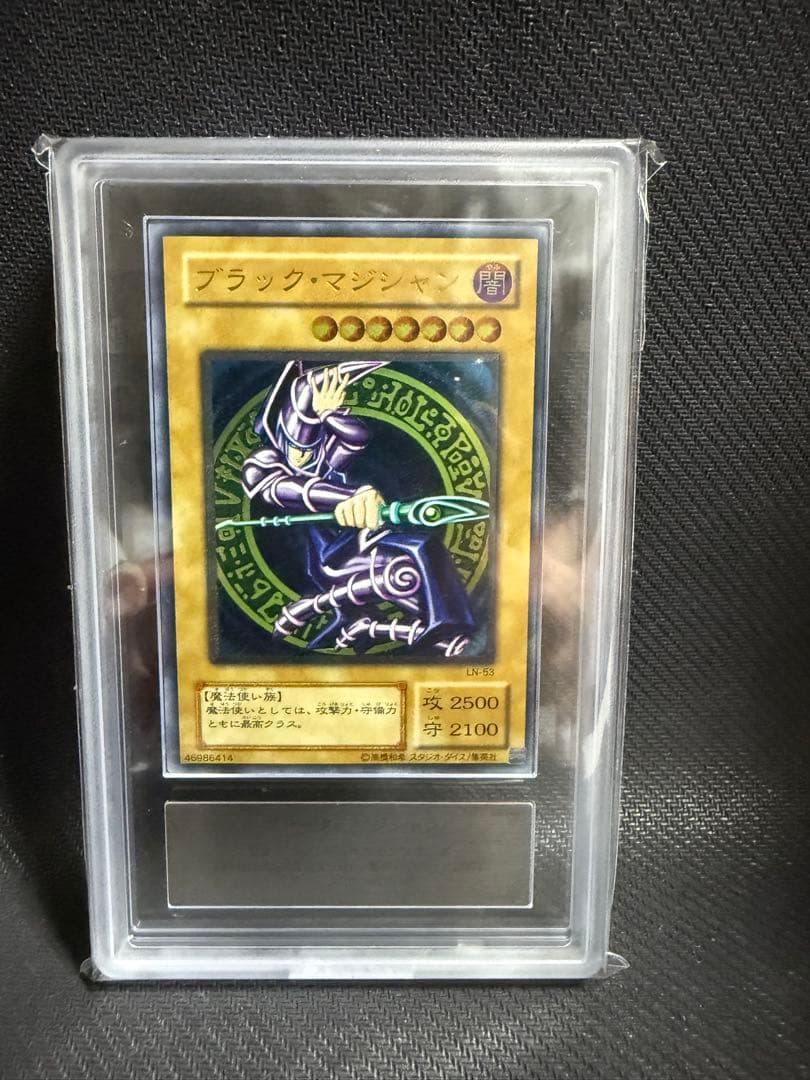 ブラック・マジシャン
やみ
闇
LN-53
【魔法使い族】
魔法使いとしては、攻撃力・守備力
ともに最高クラス。
攻 2500
守 2100
46986414
©高橋和希 スタジオ・ダイス/集英社